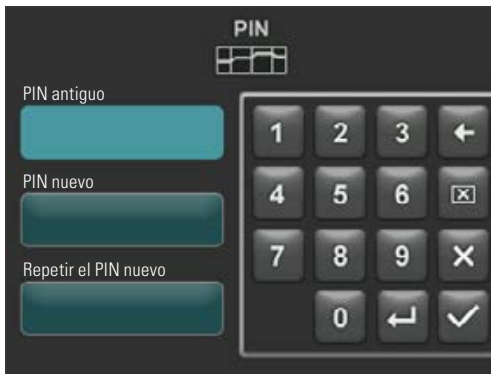 PIN
PIN antiguo
1 2 3
PIN nuevo
4 5 6
7 8 9
Repetir el PIN nuevo
0